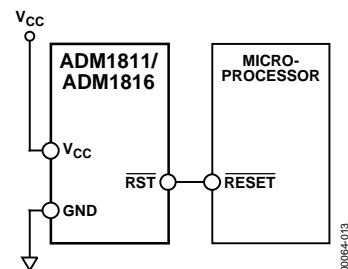 VCC
ADM1811/
ADM1816
MICRO-
PROCESSOR
VCC
RST
RESET
GND
00064-013